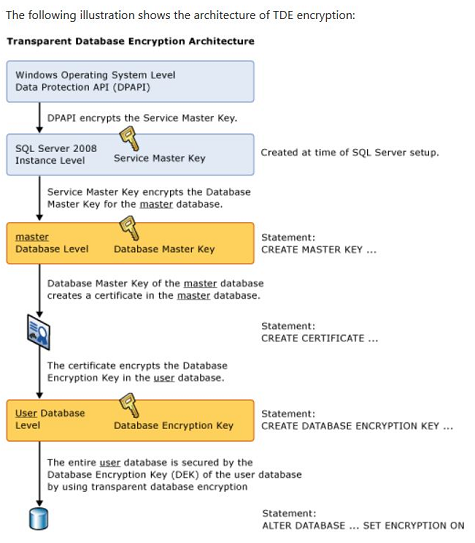 The following illustration shows the architecture of TDE encryption:
Transparent Database Encryption Architecture
Windows Operating System Level
Data Protection API (DPAPI)
DPAPI encrypts the Service Master Key.
SQL Server 2008
Instance Level
Service Master Key
Created at time of SQL Server setup.
Service Master Key encrypts the Database
Master Key for the master database.
master
Database Level
Database Master Key
Statement:
CREATE MASTER KEY ...
Database Master Key of the master database
creates a certificate in the master database.
Statement:
CREATE CERTIFICATE ...
The certificate encrypts the Database
Encryption Key in the user database.
User Database
Level
Database Encryption Key
Statement:
CREATE DATABASE ENCRYPTION KEY ...
The entire user database is secured by the
Database Encryption Key (DEK) of the user database
by using transparent database encryption
Statement:
ALTER DATABASE ... SET ENCRYPTION ON